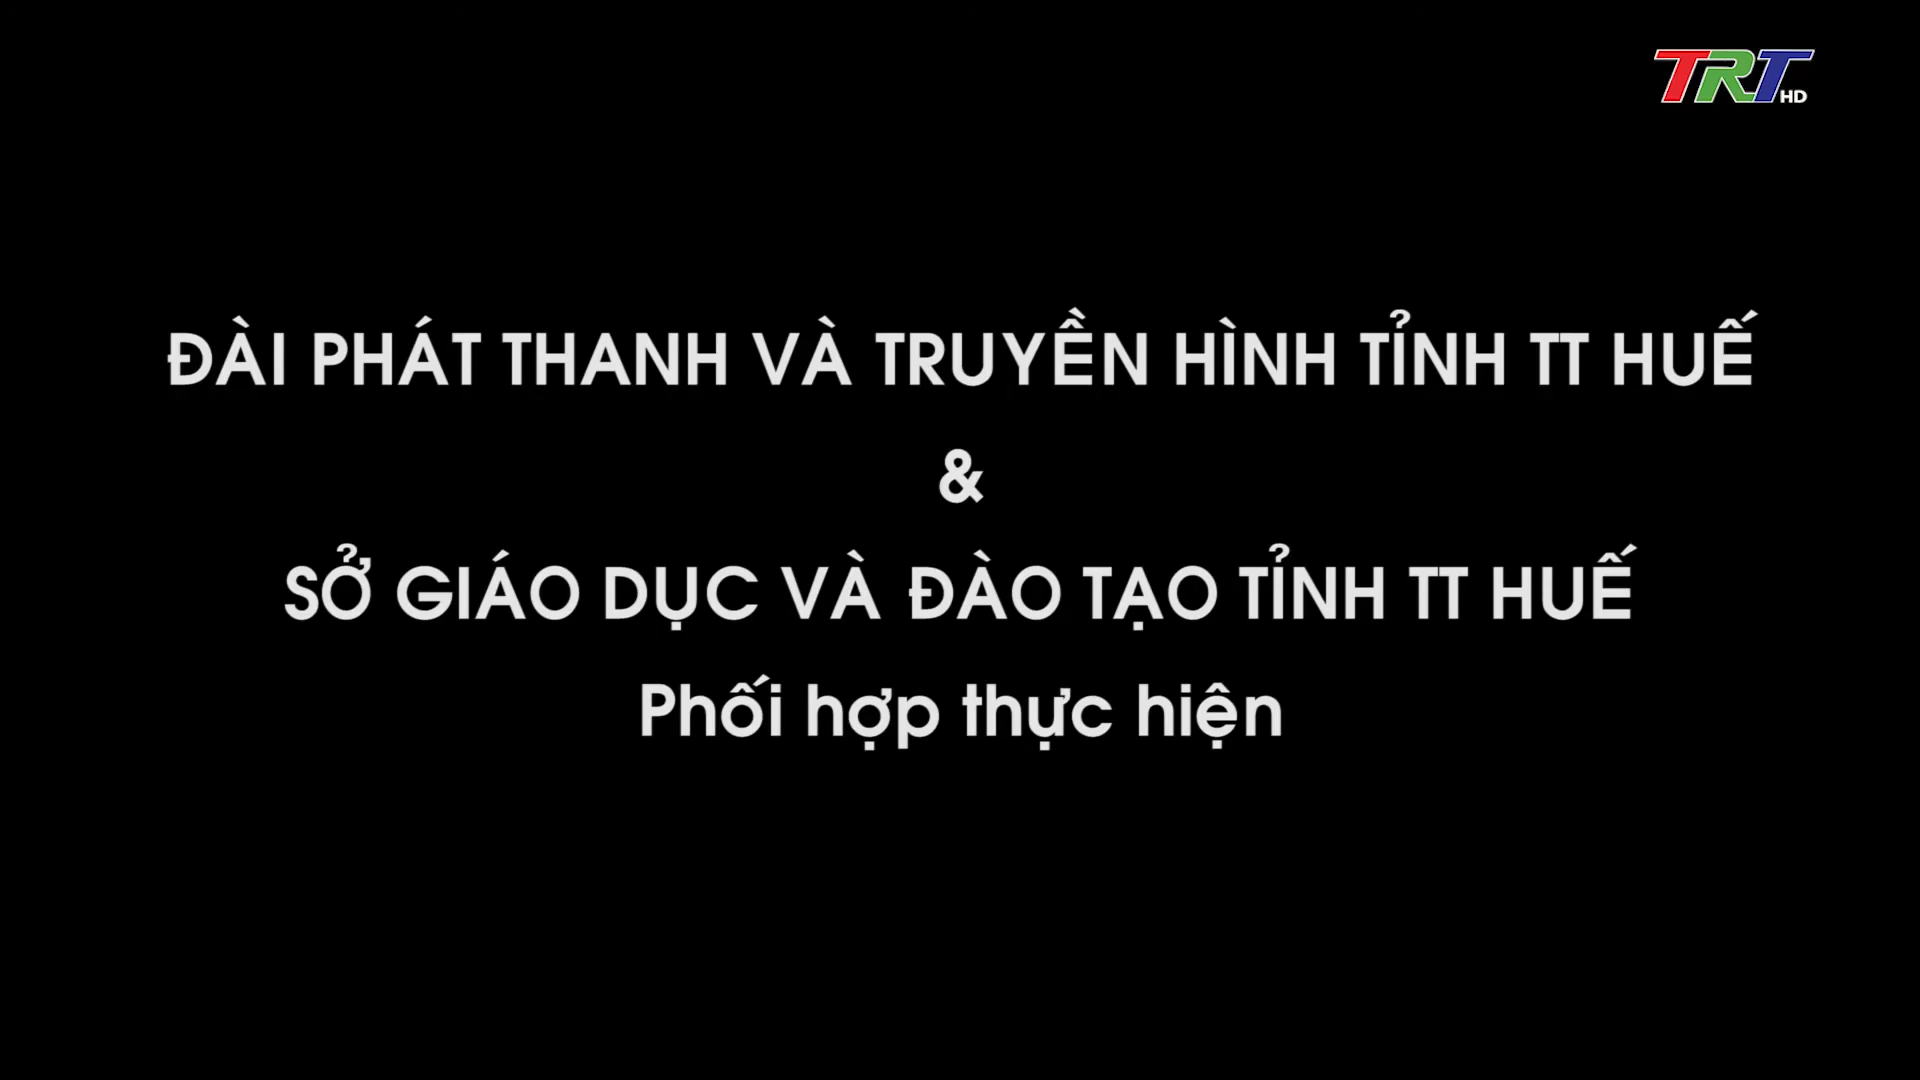 TRT HD
ĐÀI PHÁT THANH VÀ TRUYỀN HÌNH TỈNH TT HUẾ
&
SỞ GIÁO DỤC VÀ ĐÀO TẠO TỈNH TT HUẾ
Phối hợp thực hiện